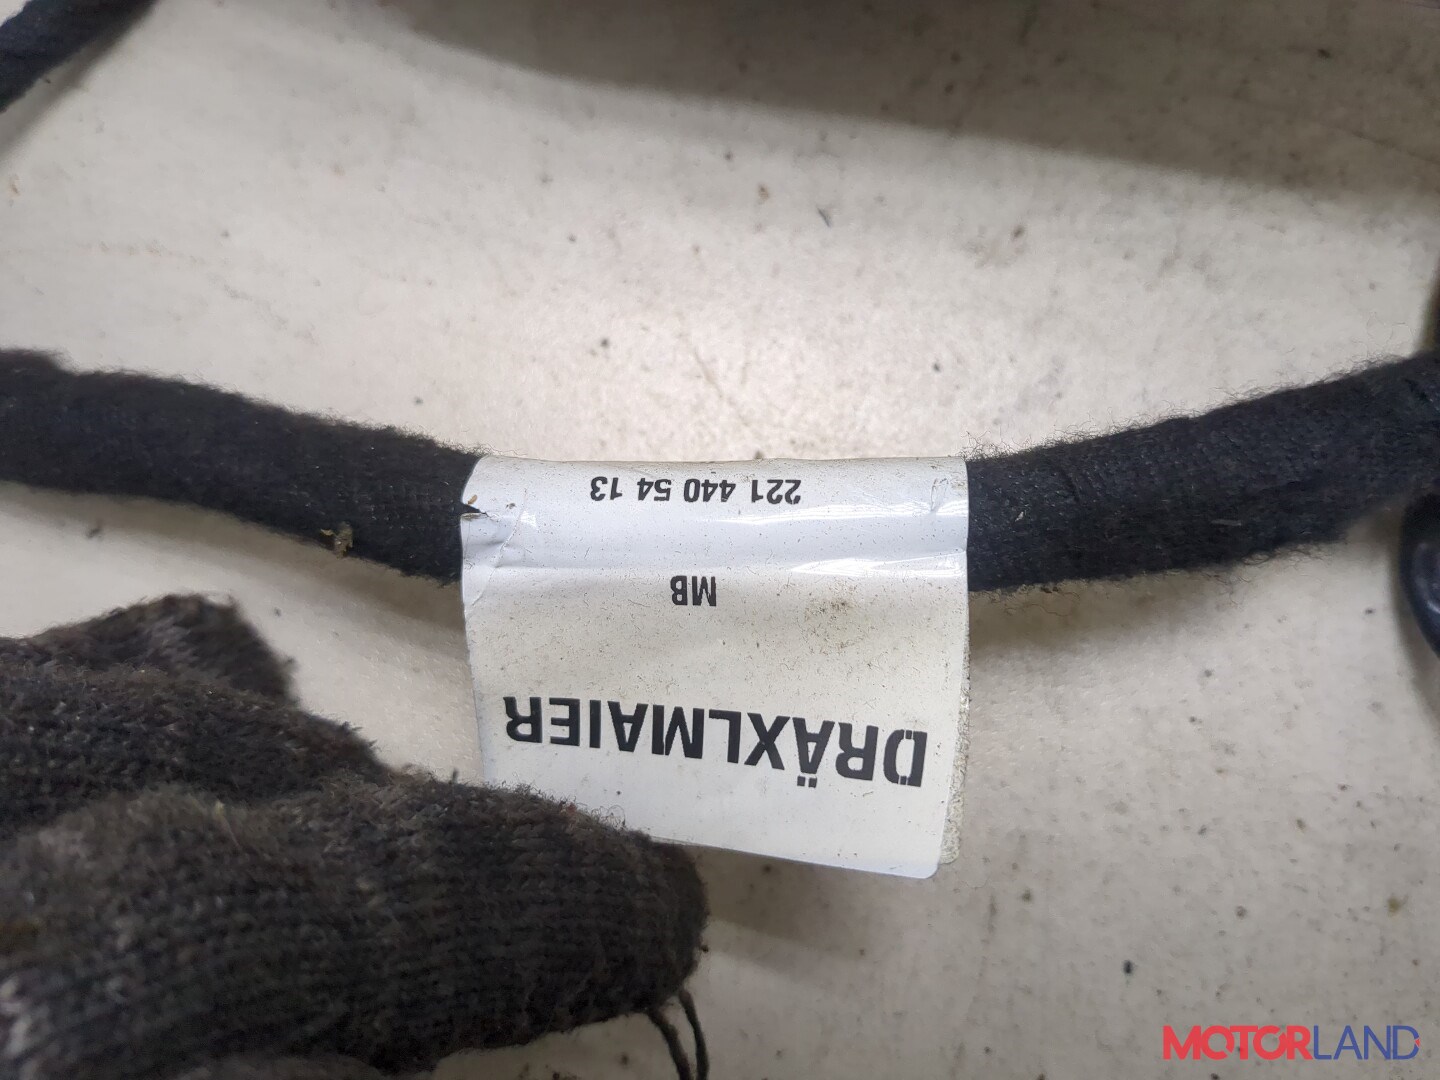 DRÄXLMAIER
MB
221 440 54 13
MOTORLAND